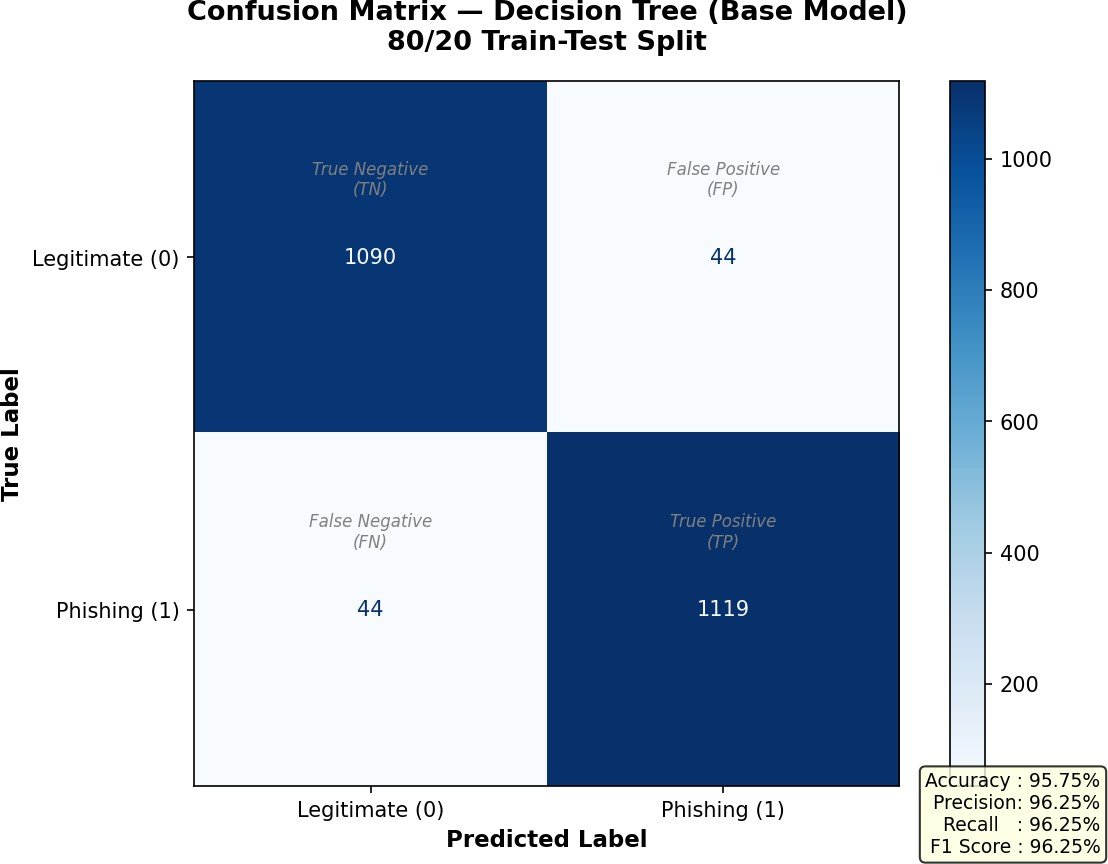 Confusion Matrix — Decision Tree (Base Model)
80/20 Train-Test Split
True Negative
(TN)
False Positive
(FP)
Legitimate (0)
1090
44
True Label
False Negative
(FN)
True Positive
(TP)
Phishing (1)
44
1119
Legitimate (0)
Phishing (1)
Predicted Label
1000
800
600
400
200
Accuracy : 95.75%
Precision: 96.25%
Recall   : 96.25%
F1 Score : 96.25%